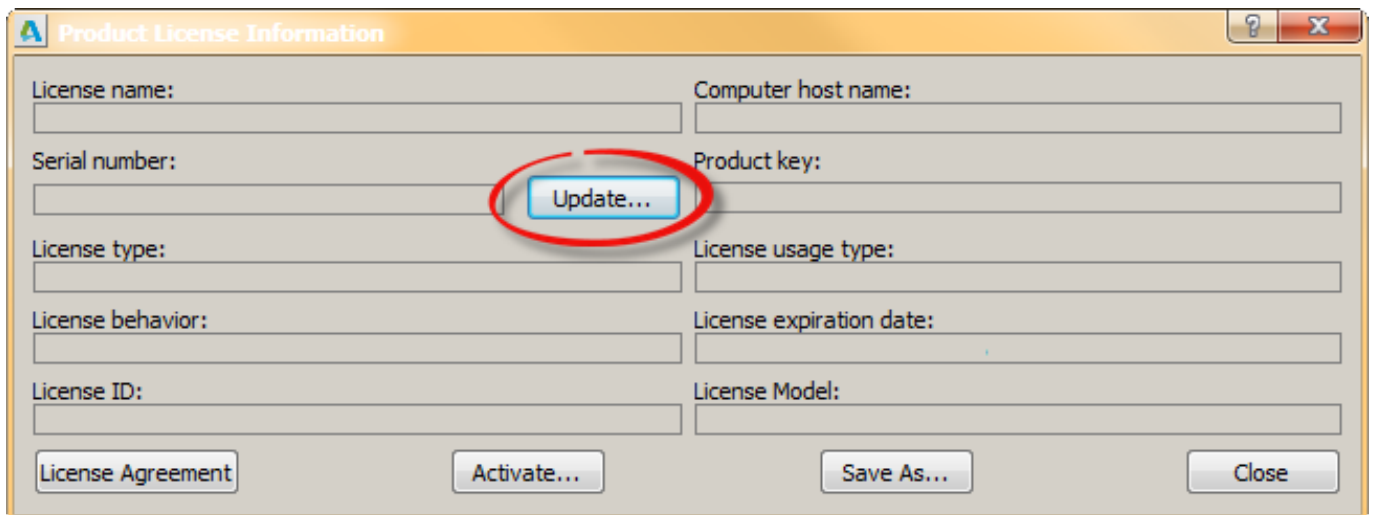 Product License Information
License name:
Computer host name:
Serial number:
Update...
Product key:
License type:
License usage type:
License behavior:
License expiration date:
License ID:
License Model:
License Agreement
Activate...
Save As...
Close